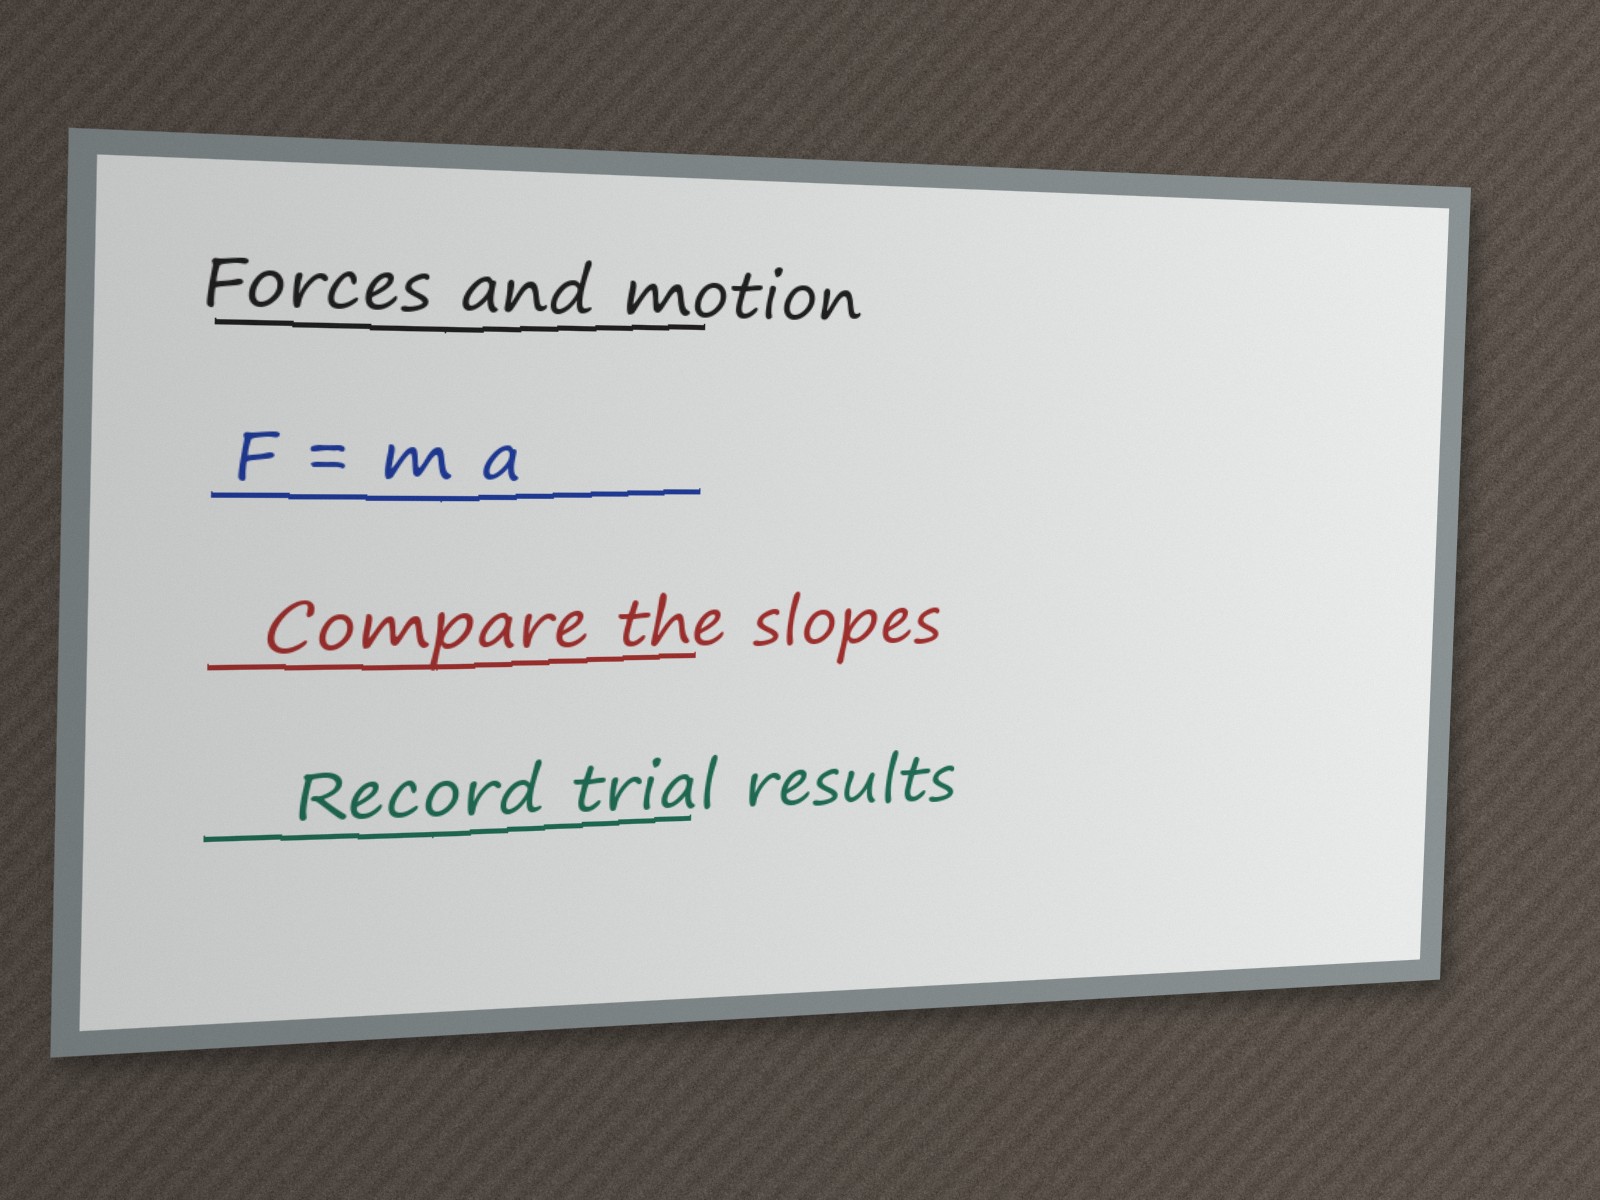 Forces and motion
F = m a
Compare the slopes
Record trial results